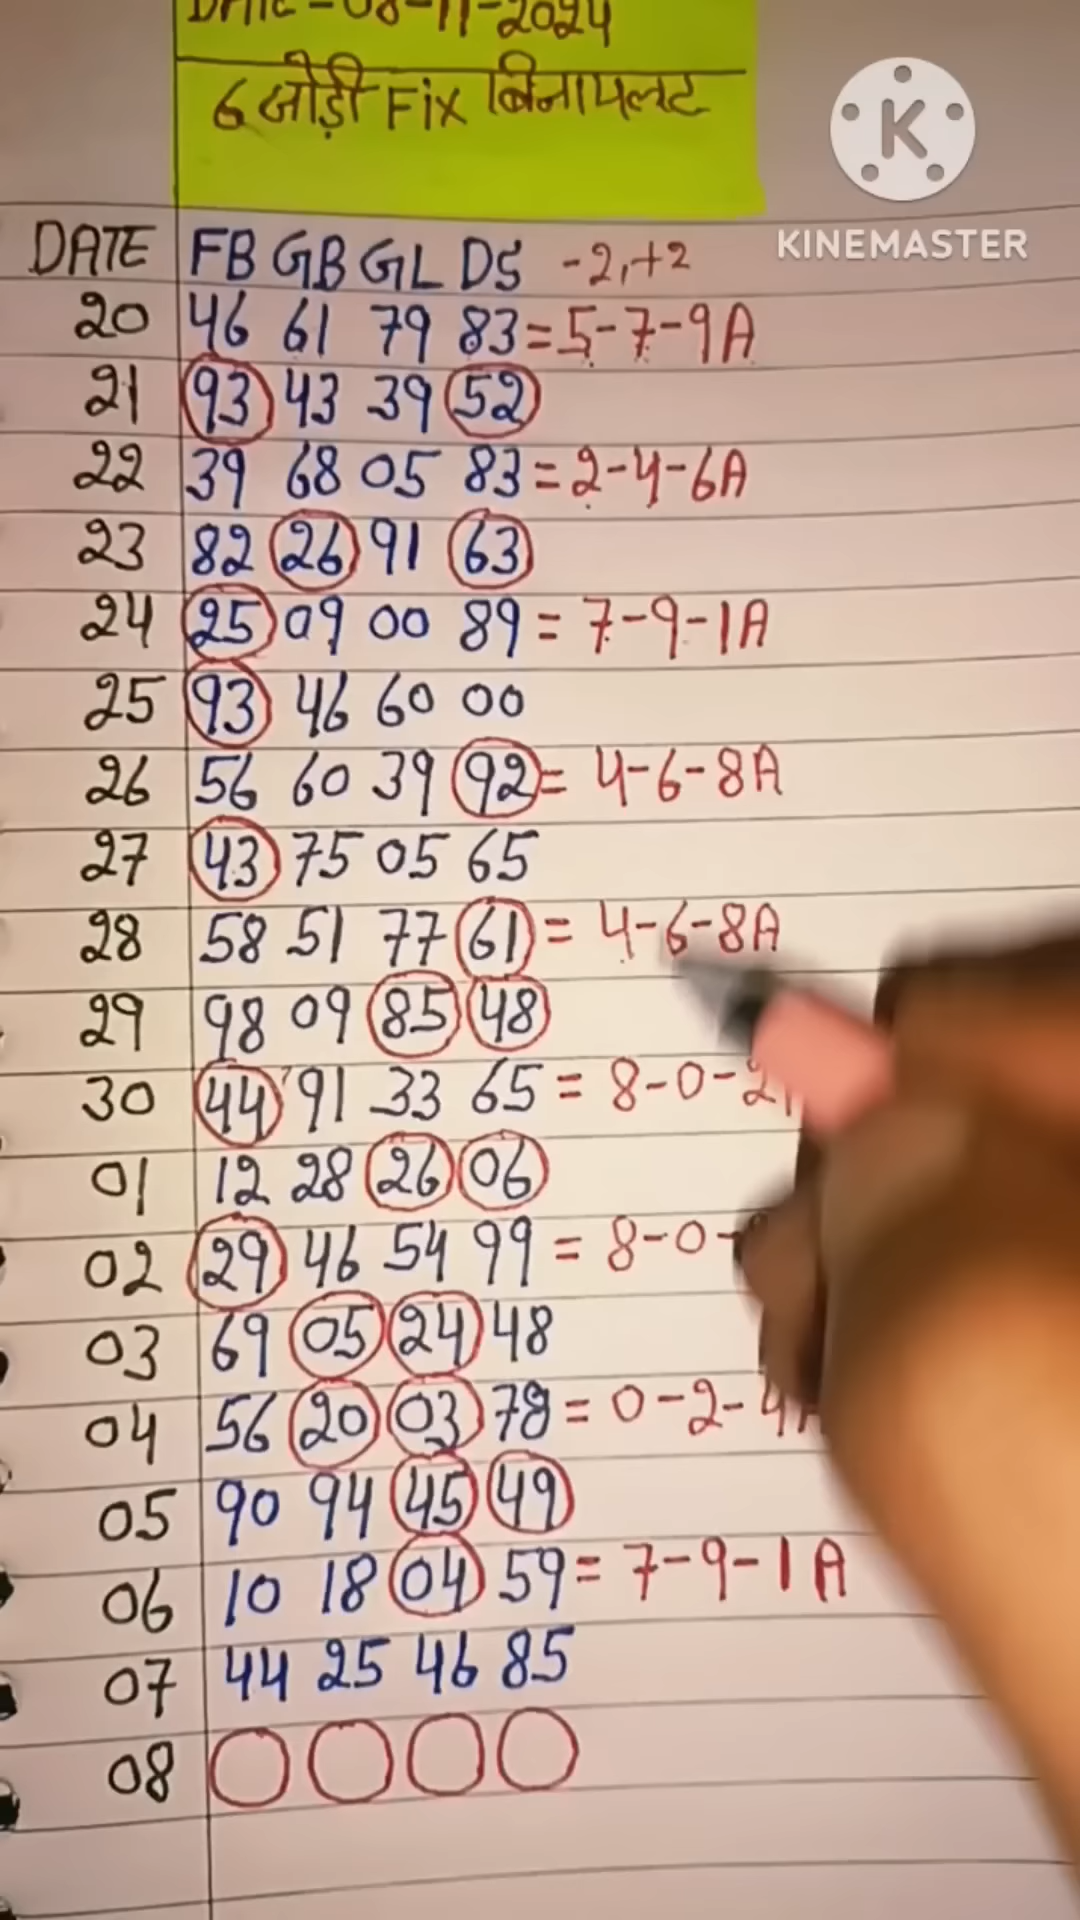 DATE - 08-11-2024
6 जोड़ी Fix बिना पलट
KINEMASTER
DATE FB GB GL DS -2,+2
20 46 61 79 83 = 5-7-9A
21 93 43 39 52
22 39 68 05 83 = 2-4-6A
23 82 26 91 63
24 25 09 00 89 = 7-9-1A
25 93 46 60 00
26 56 60 39 92 = 4-6-8A
27 43 75 05 65
28 58 51 77 61 = 4-6-8A
29 98 09 85 48
30 44 91 33 65 = 8-0-2
01 12 28 26 06
02 29 46 54 99 = 8-0-
03 69 05 24 48
04 56 20 03 78 = 0-2-4A
05 90 94 45 49
06 10 18 04 59 = 7-9-1A
07 44 25 46 85
08